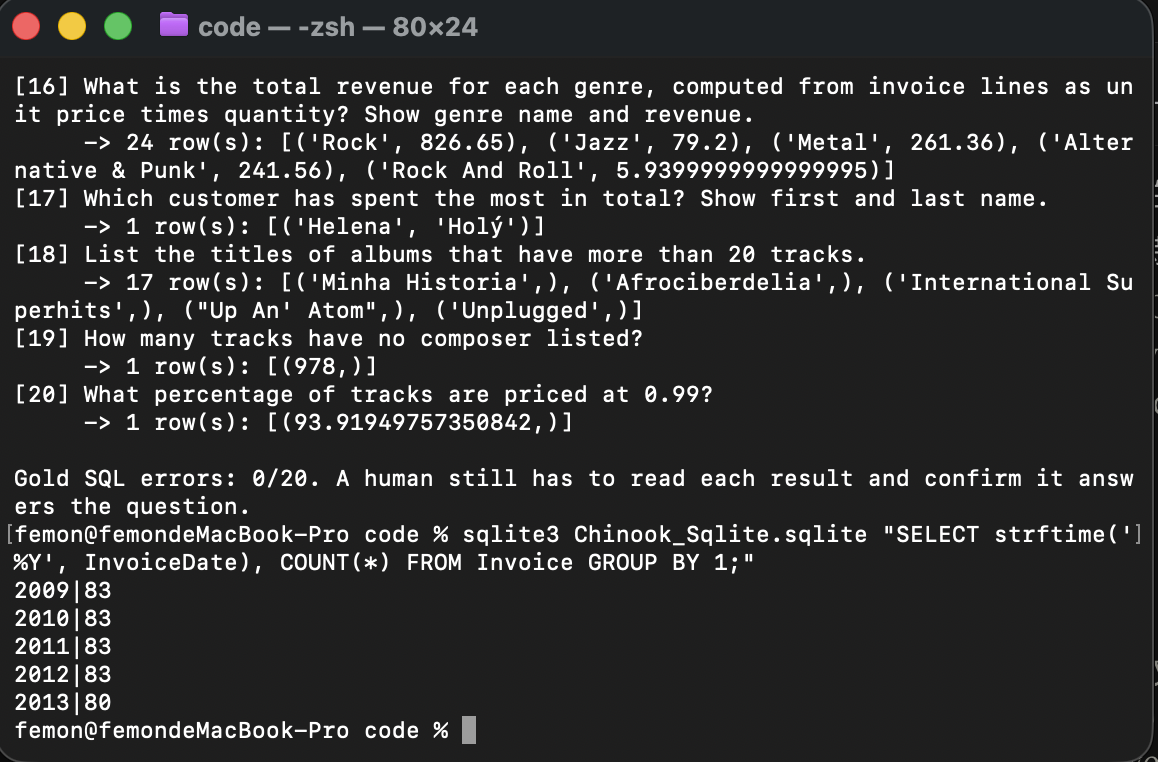 code — -zsh — 80×24
[16] What is the total revenue for each genre, computed from invoice lines as un
it price times quantity? Show genre name and revenue.
     —> 24 row(s): [('Rock', 826.65), ('Jazz', 79.2), ('Metal', 261.36), ('Alter
native & Punk', 241.56), ('Rock And Roll', 5.9399999999999995)]
[17] Which customer has spent the most in total? Show first and last name.
     —> 1 row(s): [('Helena', 'Holý')]
[18] List the titles of albums that have more than 20 tracks.
     —> 17 row(s): [('Minha Historia',), ('Afrociberdelia',), ('International Su
perhits',), ("Up An' Atom",), ('Unplugged',)]
[19] How many tracks have no composer listed?
     —> 1 row(s): [(978,)]
[20] What percentage of tracks are priced at 0.99?
     —> 1 row(s): [(93.91949757350842,)]
Gold SQL errors: 0/20. A human still has to read each result and confirm it answ
ers the question.
[femon@femondeMacBook-Pro code % sqlite3 Chinook_Sqlite.sqlite "SELECT strftime(']
%Y', InvoiceDate), COUNT(*) FROM Invoice GROUP BY 1;"
2009|83
2010|83
2011|83
2012|83
2013|80
femon@femondeMacBook-Pro code %